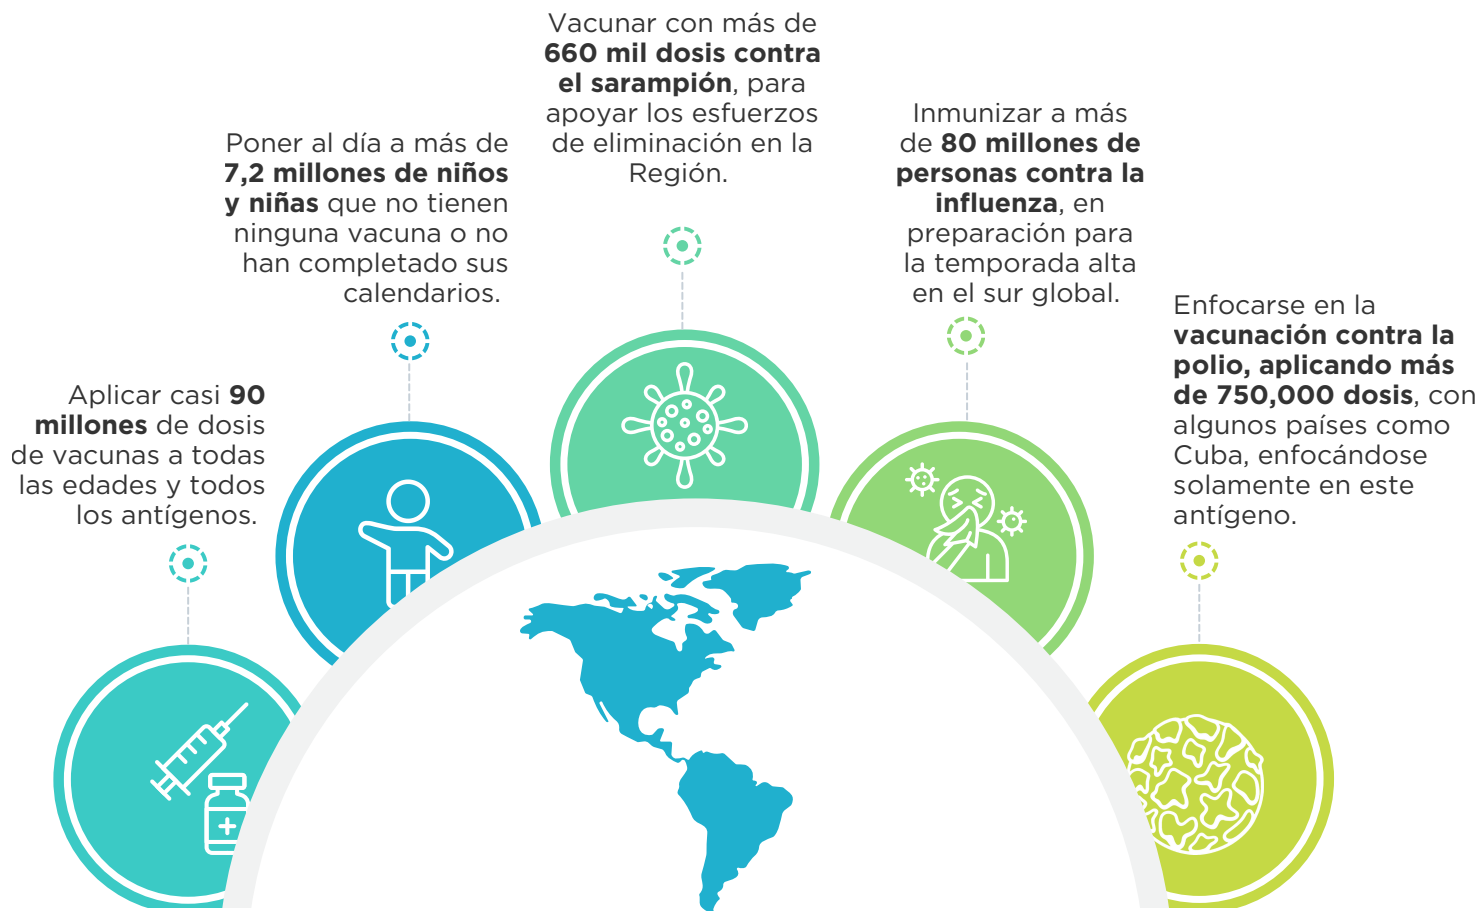 Aplicar casi 90
millones de dosis
de vacunas a todas
las edades y todos
los antígenos.
Poner al día a más de
7,2 millones de niños
y niñas que no tienen
ninguna vacuna o no
han completado sus
calendarios.
Vacunar con más de
660 mil dosis contra
el sarampión, para
apoyar los esfuerzos
de eliminación en la
Región.
Inmunizar a más
de 80 millones de
personas contra la
influenza, en
preparación para
la temporada alta
en el sur global.
Enfocarse en la
vacunación contra la
polio, aplicando más
de 750,000 dosis, con
algunos países como
Cuba, enfocándose
solamente en este
antígeno.